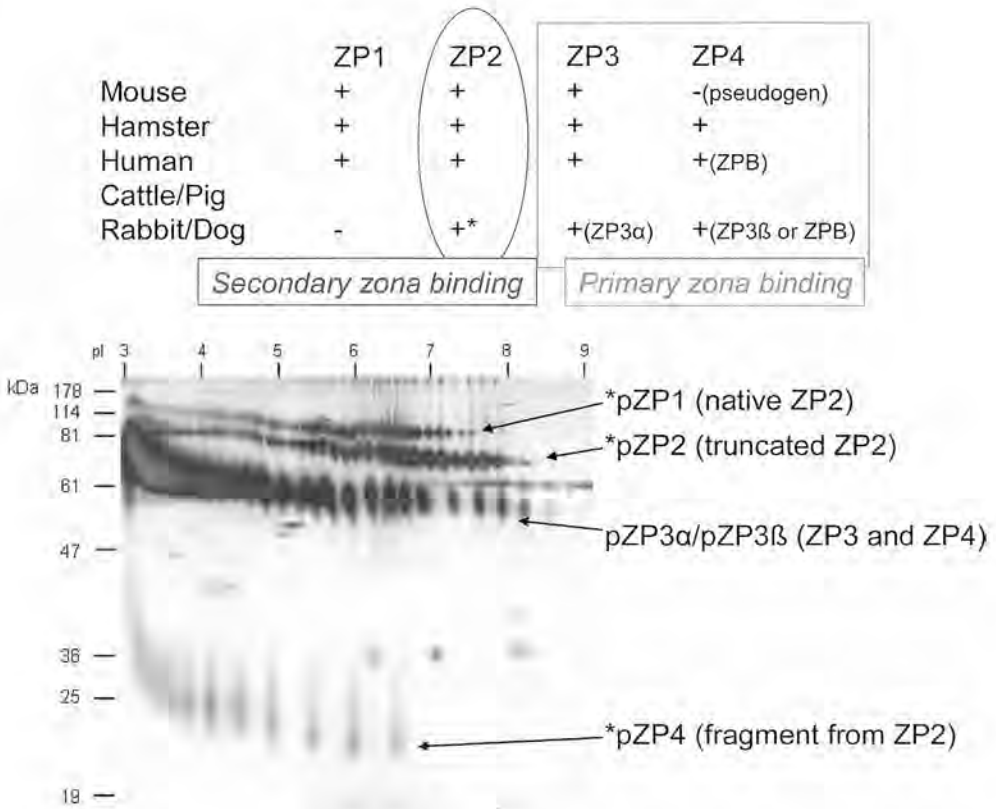 ZP1 ZP2 ZP3 ZP4
Mouse + + + -(pseudogen)
Hamster + + + +
Human + + + +(ZPB)
Cattle/Pig
Rabbit/Dog - +* +(ZP3α) +(ZP3ß or ZPB)
Secondary zona binding Primary zona binding
pI 3 4 5 6 7 8 9
kDa 178
114
81
61
47
36
25
19
*pZP1 (native ZP2)
*pZP2 (truncated ZP2)
pZP3α/pZP3ß (ZP3 and ZP4)
*pZP4 (fragment from ZP2)